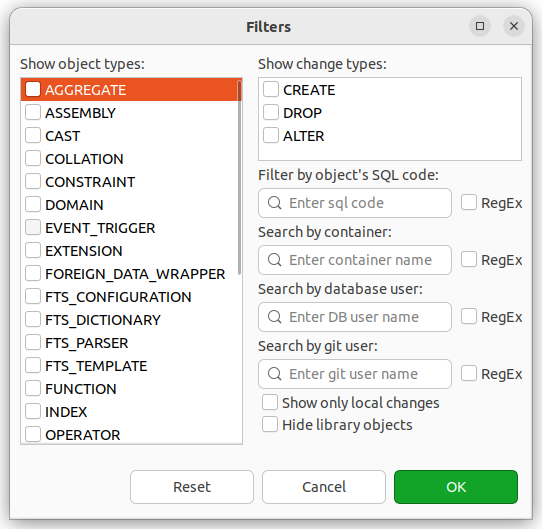 Filters
Show object types:
AGGREGATE
ASSEMBLY
CAST
COLLATION
CONSTRAINT
DOMAIN
EVENT_TRIGGER
EXTENSION
FOREIGN_DATA_WRAPPER
FTS_CONFIGURATION
FTS_DICTIONARY
FTS_PARSER
FTS_TEMPLATE
FUNCTION
INDEX
OPERATOR
Show change types:
CREATE
DROP
ALTER
Filter by object's SQL code:
Enter sql code RegEx
Search by container:
Enter container name RegEx
Search by database user:
Enter DB user name RegEx
Search by git user:
Enter git user name RegEx
Show only local changes
Hide library objects
Reset Cancel OK